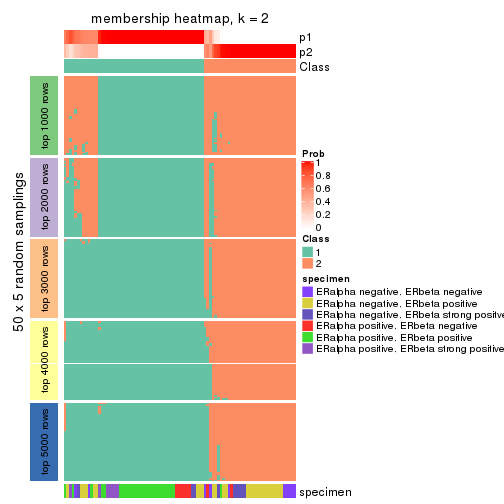 membership heatmap, k = 2
p1
p2
Class
50 x 5 random samplings
top 1000 rows
top 2000 rows
top 3000 rows
top 4000 rows
top 5000 rows
Prob
1
0.8
0.6
0.4
0.2
0
Class
1
2
specimen
ERalpha negative. ERbeta negative
ERalpha negative. ERbeta positive
ERalpha negative. ERbeta strong positive
ERalpha positive. ERbeta negative
ERalpha positive. ERbeta positive
ERalpha positive. ERbeta strong positive
specimen